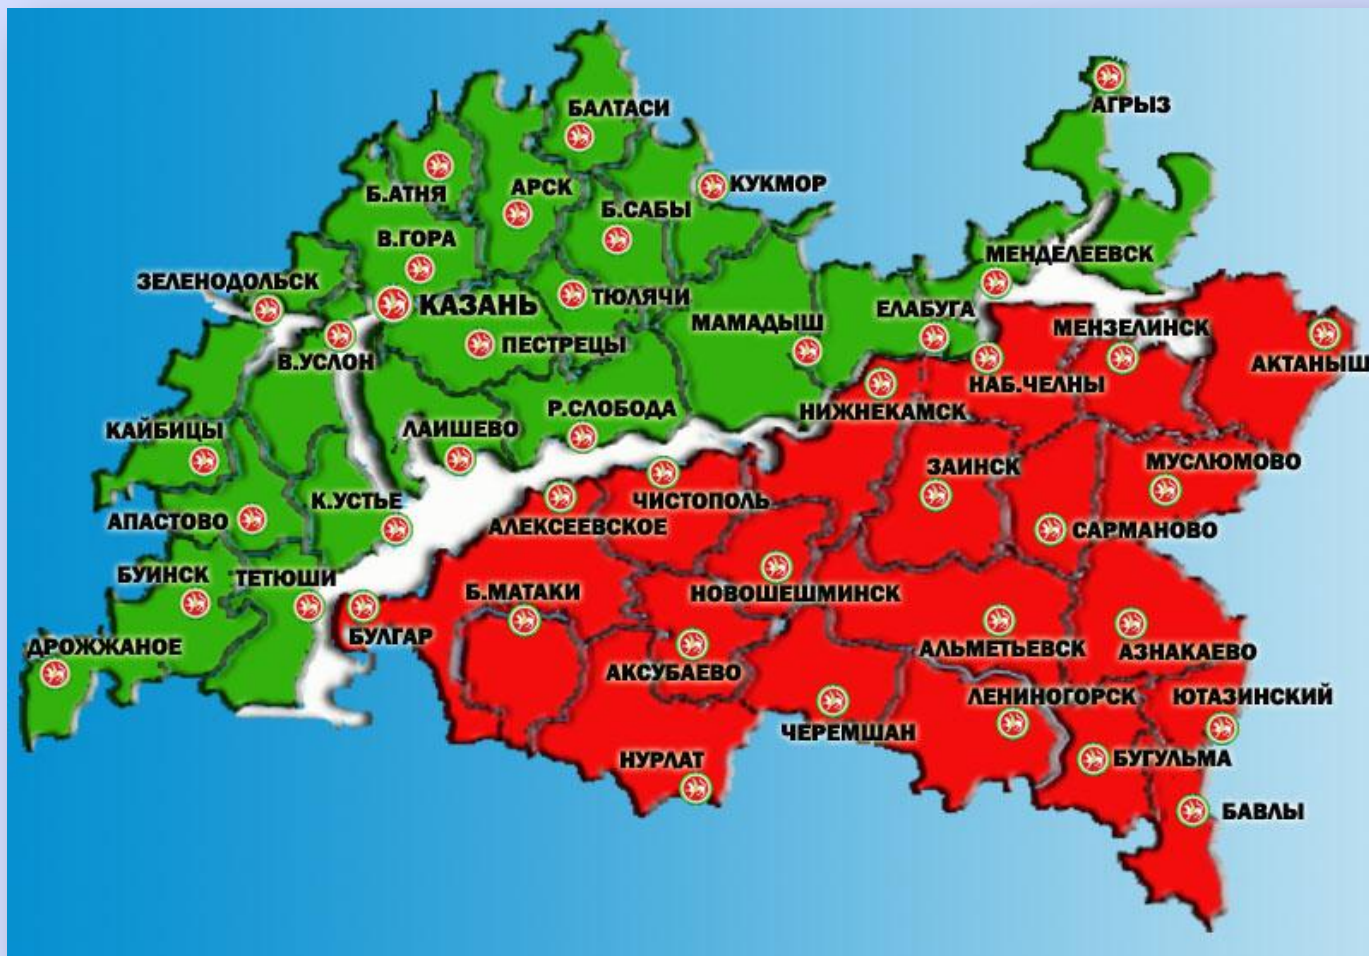 БАЛТАСИ
АГРЫЗ
Б.АТНЯ
АРСК
КУКМОР
Б.САБЫ
В.ГОРА
МЕНДЕЛЕЕВСК
ЗЕЛЕНОДОЛЬСК
КАЗАНЬ
ТЮЛЯЧИ
ЕЛАБУГА
МАМАДЫШ
МЕНЗЕЛИНСК
В.УСЛОН
ПЕСТРЕЦЫ
АКТАНЫШ
НАБ.ЧЕЛНЫ
НИЖНЕКАМСК
Р.СЛОБОДА
КАЙБИЦЫ
ЛАИШЕВО
ЗАИНСК
МУСЛЮМОВО
К.УСТЬЕ
ЧИСТОПОЛЬ
АПАСТОВО
АЛЕКСЕЕВСКОЕ
САРМАНОВО
БУИНСК
ТЕТЮШИ
Б.МАТАКИ
НОВОШЕШМИНСК
БУЛГАР
ДРОЖЖАНОЕ
АЛЬМЕТЬЕВСК
АЗНАКАЕВО
АКСУБАЕВО
ЛЕНИНОГОРСК
ЮТАЗИНСКИЙ
ЧЕРЕМШАН
НУРЛАТ
БУГУЛЬМА
БАВЛЫ